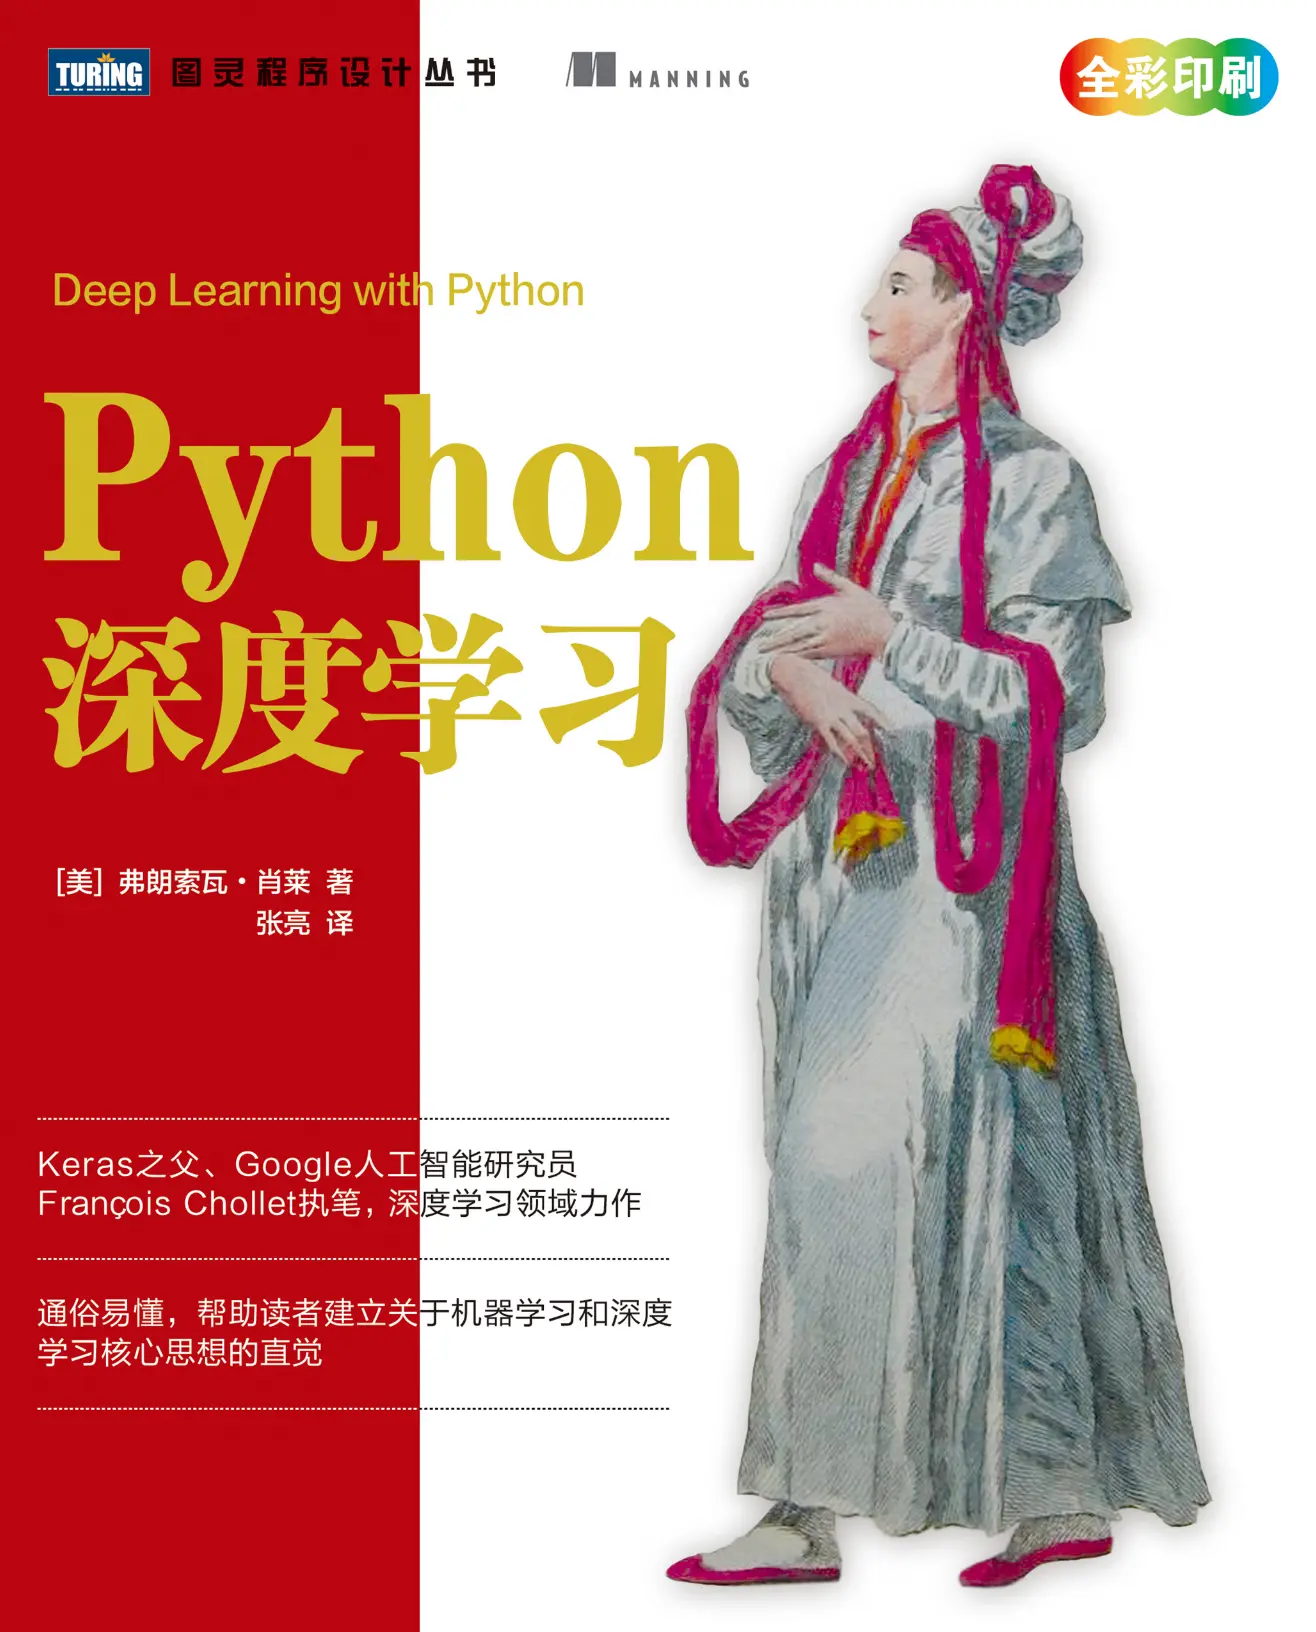 TURING 图灵程序设计丛书 MANNING 全彩印刷
Deep Learning with Python
Python
深度学习
[美] 弗朗索瓦·肖莱 著
张亮 译
Keras之父、Google人工智能研究员
François Chollet执笔，深度学习领域力作
通俗易懂，帮助读者建立关于机器学习和深度
学习核心思想的直觉